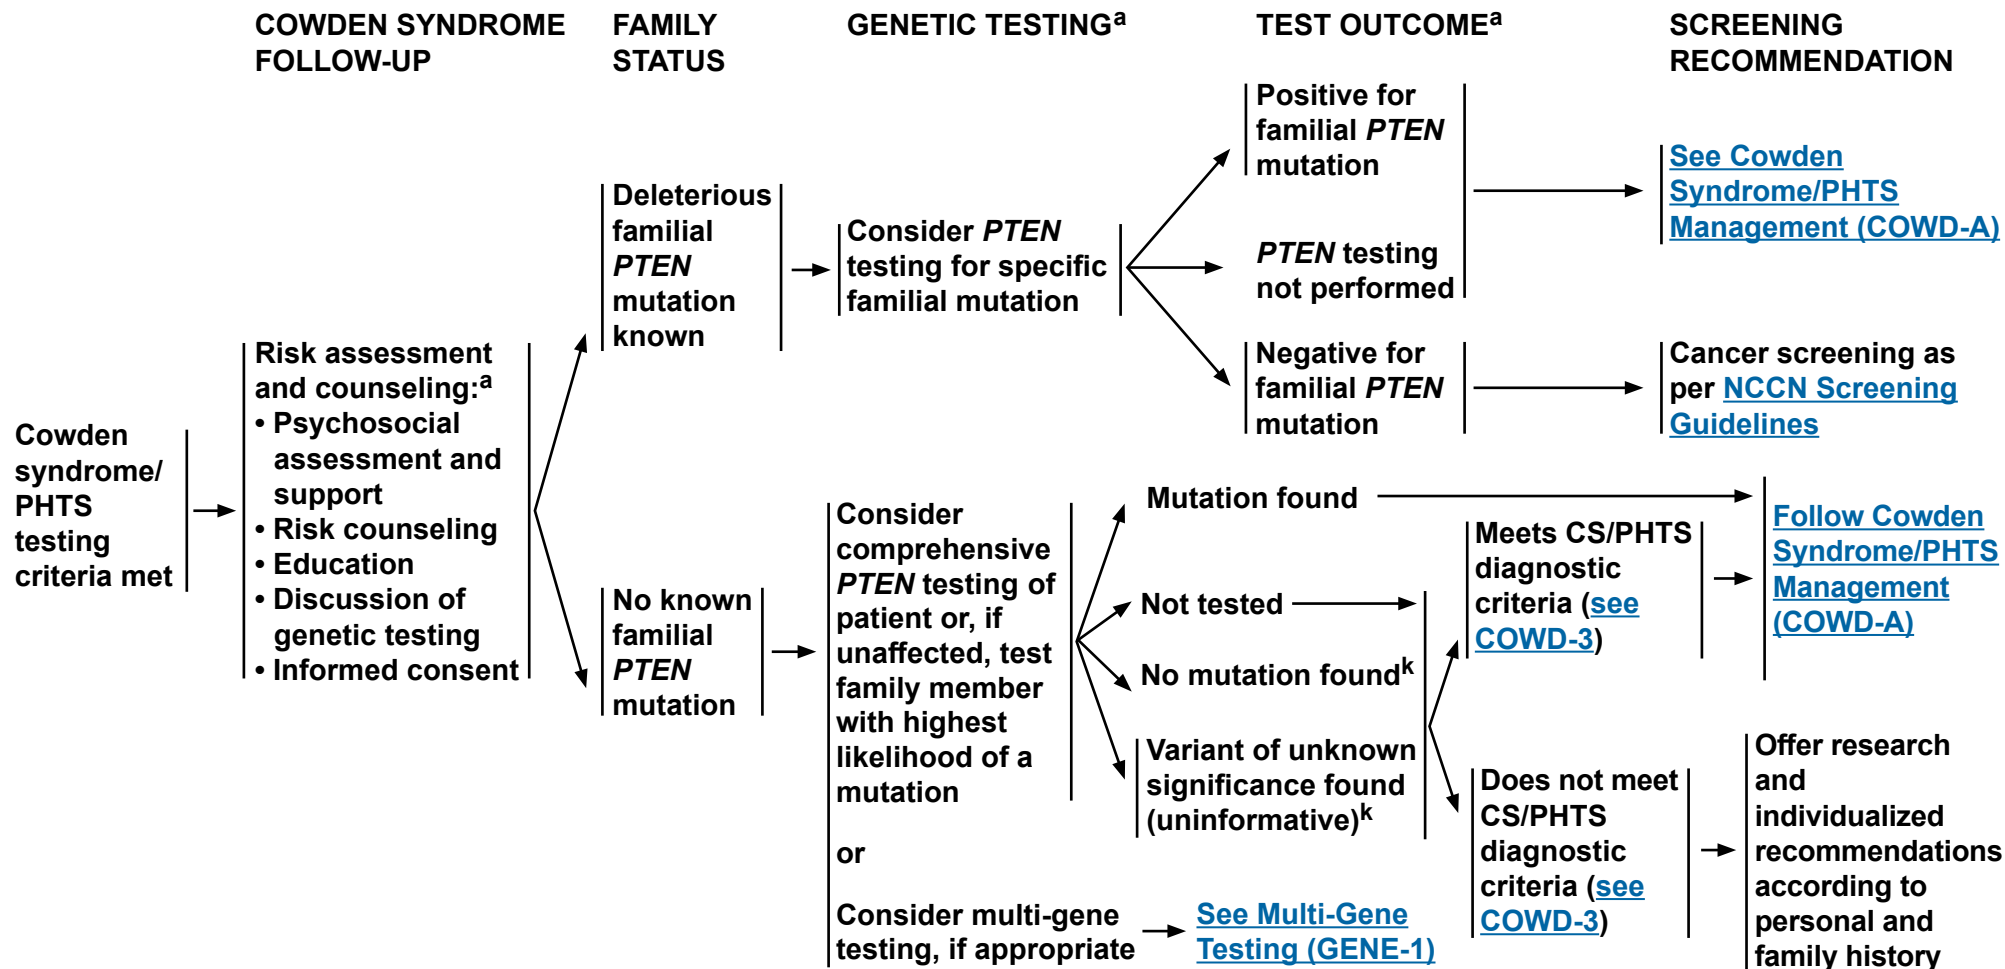 COWDEN SYNDROME
FOLLOW-UP
FAMILY
STATUS
GENETIC TESTINGa
TEST OUTCOMEa
SCREENING
RECOMMENDATION
Cowden
syndrome/
PHTS
testing
criteria met
Risk assessment
and counseling:a
• Psychosocial
assessment and
support
• Risk counseling
• Education
• Discussion of
genetic testing
• Informed consent
Deleterious
familial
PTEN
mutation
known
Consider PTEN
testing for specific
familial mutation
Positive for
familial PTEN
mutation
PTEN testing
not performed
See Cowden
Syndrome/PHTS
Management (COWD-A)
Negative for
familial PTEN
mutation
Cancer screening as
per NCCN Screening
Guidelines
No known
familial
PTEN
mutation
Consider
comprehensive
PTEN testing of
patient or, if
unaffected, test
family member
with highest
likelihood of a
mutation
or
Consider multi-gene
testing, if appropriate
See Multi-Gene
Testing (GENE-1)
Mutation found
Not tested
No mutation foundk
Variant of unknown
significance found
(uninformative)k
Meets CS/PHTS
diagnostic
criteria (see
COWD-3)
Follow Cowden
Syndrome/PHTS
Management
(COWD-A)
Does not meet
CS/PHTS
diagnostic
criteria (see
COWD-3)
Offer research
and
individualized
recommendations
according to
personal and
family history